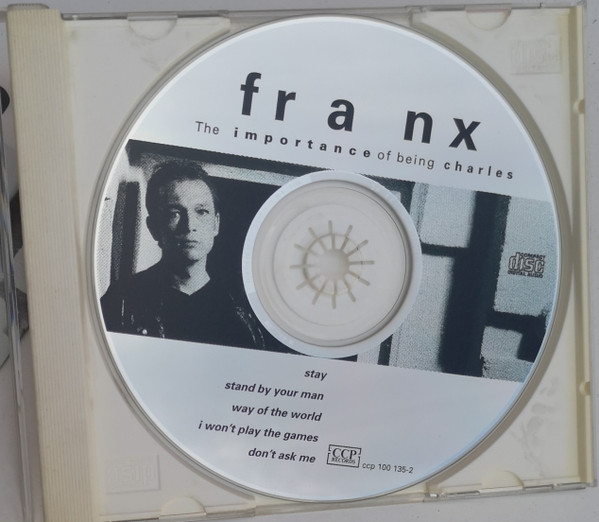 fra nx
The importance of being charles
COMPACT
disc
DIGITAL AUDIO
stay
stand by your man
way of the world
i won't play the games
don't ask me
CCP
RECORDS
ccp 100 135-2